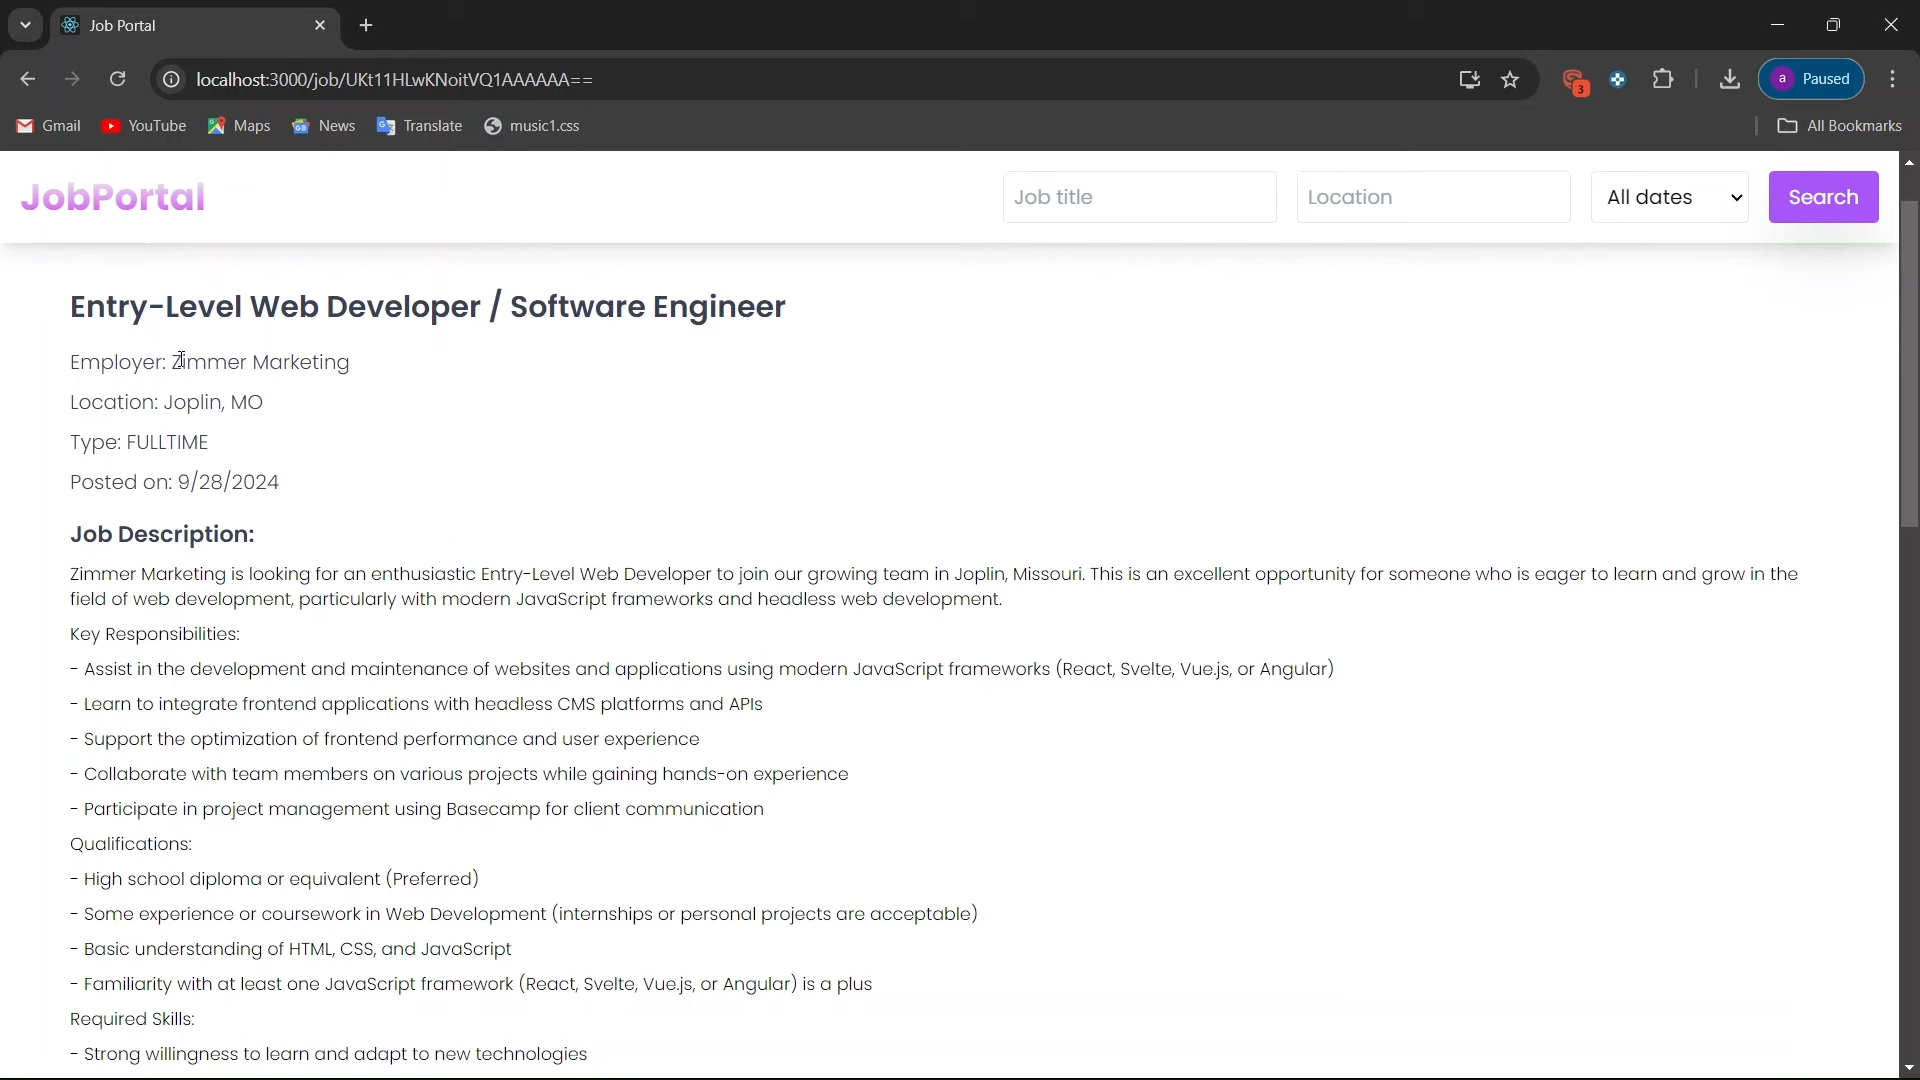 Job Portal
localhost:3000/job/UKt11HLwKNoitVQ1AAAAAA==
3
a Paused
Gmail YouTube Maps News Translate music1.css All Bookmarks
JobPortal Job title Location All dates Search
Entry-Level Web Developer / Software Engineer
Employer: Zimmer Marketing
Location: Joplin, MO
Type: FULLTIME
Posted on: 9/28/2024
Job Description:
Zimmer Marketing is looking for an enthusiastic Entry-Level Web Developer to join our growing team in Joplin, Missouri. This is an excellent opportunity for someone who is eager to learn and grow in the
field of web development, particularly with modern JavaScript frameworks and headless web development.
Key Responsibilities:
- Assist in the development and maintenance of websites and applications using modern JavaScript frameworks (React, Svelte, Vue.js, or Angular)
- Learn to integrate frontend applications with headless CMS platforms and APIs
- Support the optimization of frontend performance and user experience
- Collaborate with team members on various projects while gaining hands-on experience
- Participate in project management using Basecamp for client communication
Qualifications:
- High school diploma or equivalent (Preferred)
- Some experience or coursework in Web Development (internships or personal projects are acceptable)
- Basic understanding of HTML, CSS, and JavaScript
- Familiarity with at least one JavaScript framework (React, Svelte, Vue.js, or Angular) is a plus
Required Skills:
- Strong willingness to learn and adapt to new technologies